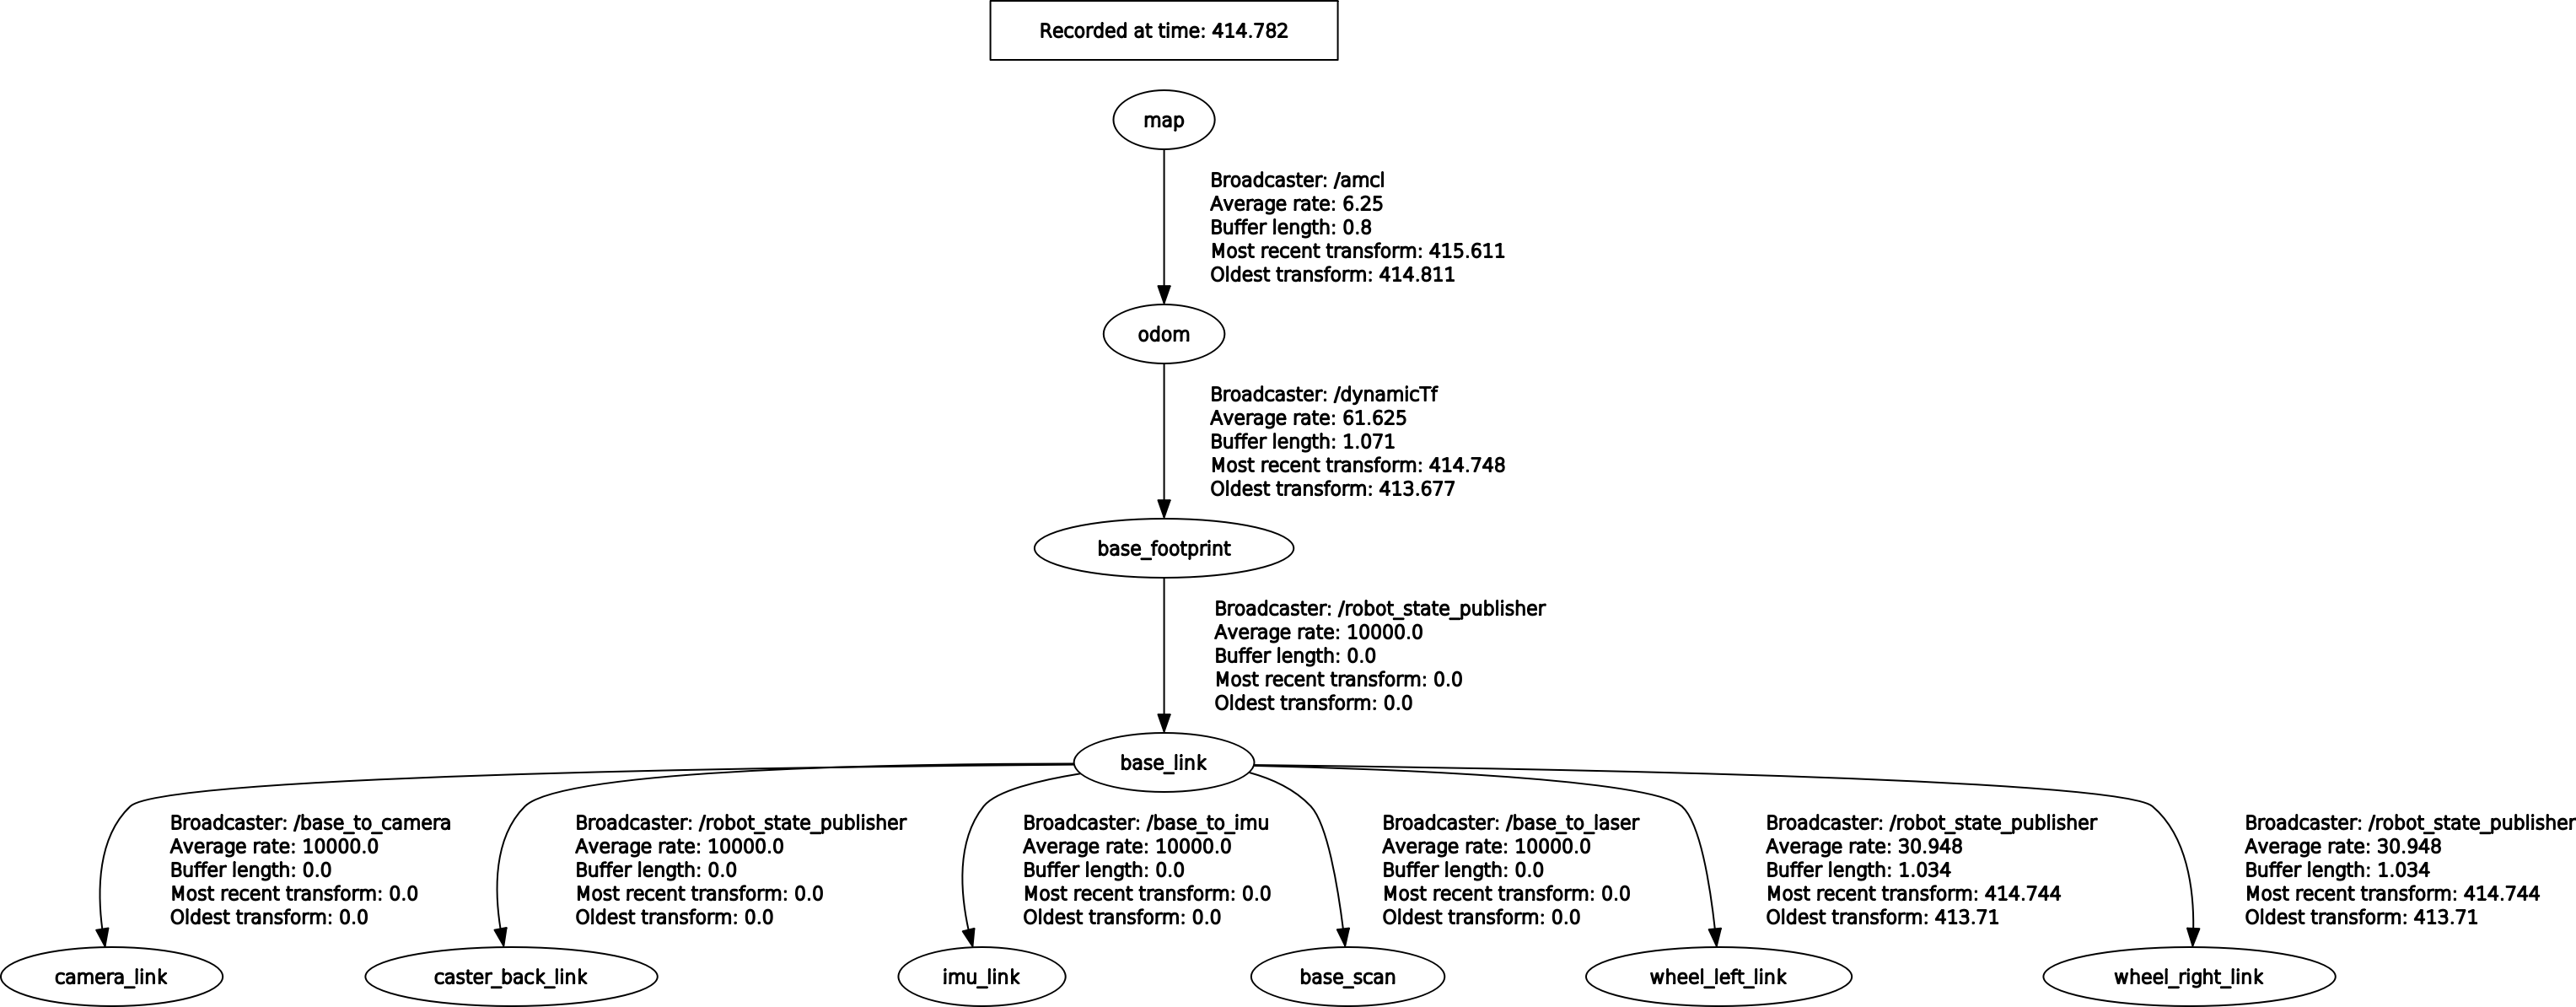 Recorded at time: 414.782
map
Broadcaster: /amcl
Average rate: 6.25
Buffer length: 0.8
Most recent transform: 415.611
Oldest transform: 414.811
odom
Broadcaster: /dynamicTf
Average rate: 61.625
Buffer length: 1.071
Most recent transform: 414.748
Oldest transform: 413.677
base_footprint
Broadcaster: /robot_state_publisher
Average rate: 10000.0
Buffer length: 0.0
Most recent transform: 0.0
Oldest transform: 0.0
base_link
Broadcaster: /base_to_camera
Average rate: 10000.0
Buffer length: 0.0
Most recent transform: 0.0
Oldest transform: 0.0
Broadcaster: /robot_state_publisher
Average rate: 10000.0
Buffer length: 0.0
Most recent transform: 0.0
Oldest transform: 0.0
Broadcaster: /base_to_imu
Average rate: 10000.0
Buffer length: 0.0
Most recent transform: 0.0
Oldest transform: 0.0
Broadcaster: /base_to_laser
Average rate: 10000.0
Buffer length: 0.0
Most recent transform: 0.0
Oldest transform: 0.0
Broadcaster: /robot_state_publisher
Average rate: 30.948
Buffer length: 1.034
Most recent transform: 414.744
Oldest transform: 413.71
Broadcaster: /robot_state_publisher
Average rate: 30.948
Buffer length: 1.034
Most recent transform: 414.744
Oldest transform: 413.71
camera_link
caster_back_link
imu_link
base_scan
wheel_left_link
wheel_right_link